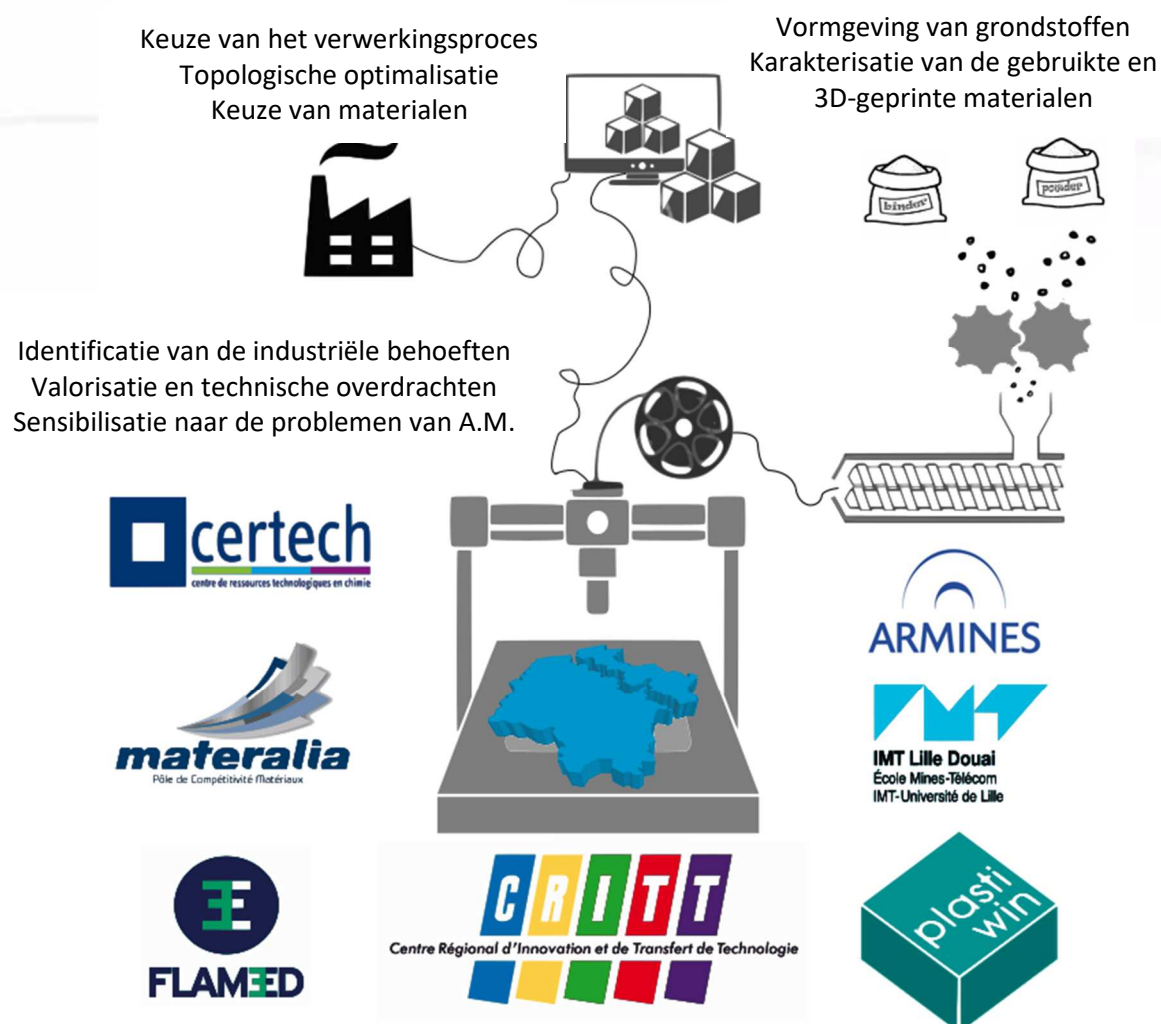 Keuze van het verwerkingsproces
Topologische optimalisatie
Keuze van materialen
Vormgeving van grondstoffen
Karakterisatie van de gebruikte en
3D-geprinte materialen
binder
powder
Identificatie van de industriële behoeften
Valorisatie en technische overdrachten
Sensibilisatie naar de problemen van A.M.
certech
centre de ressources technologiques en chimie
ARMINES
materalia
Pôle de Compétitivité Matériaux
IMT Lille Douai
École Mines-Télécom
IMT-Université de Lille
FLAM3ED
CRITT
Centre Régional d'Innovation et de Transfert de Technologie
plasti
win